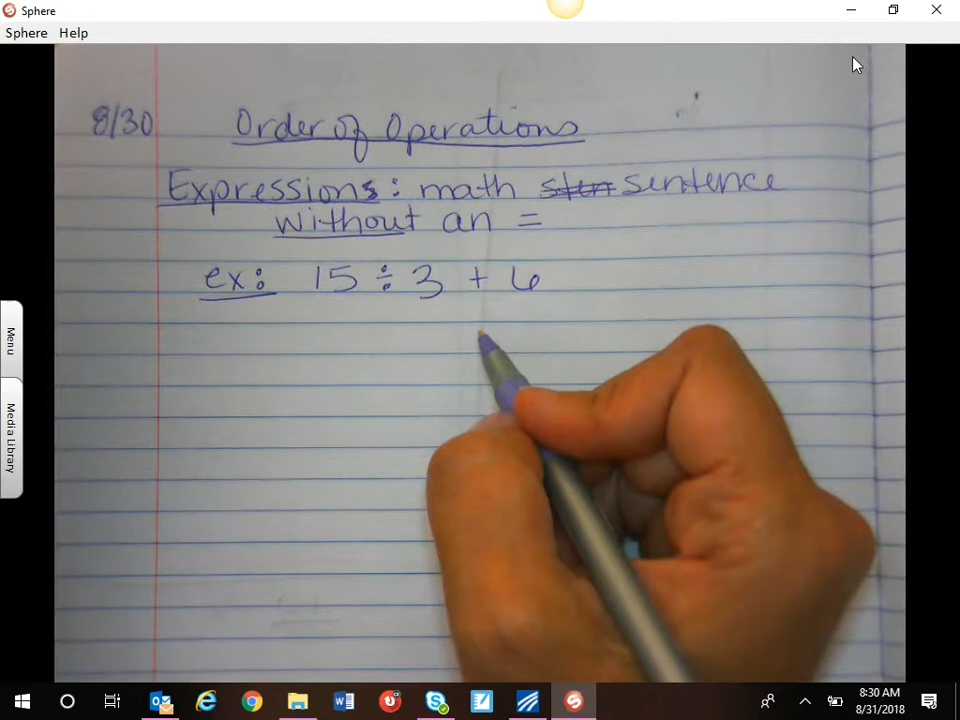 Sphere
Sphere Help
8/30 Order of Operations
Expressions: math sentence
without an =
ex: 15 ÷ 3 + 6
Menu
Media Library
8:30 AM
8/31/2018